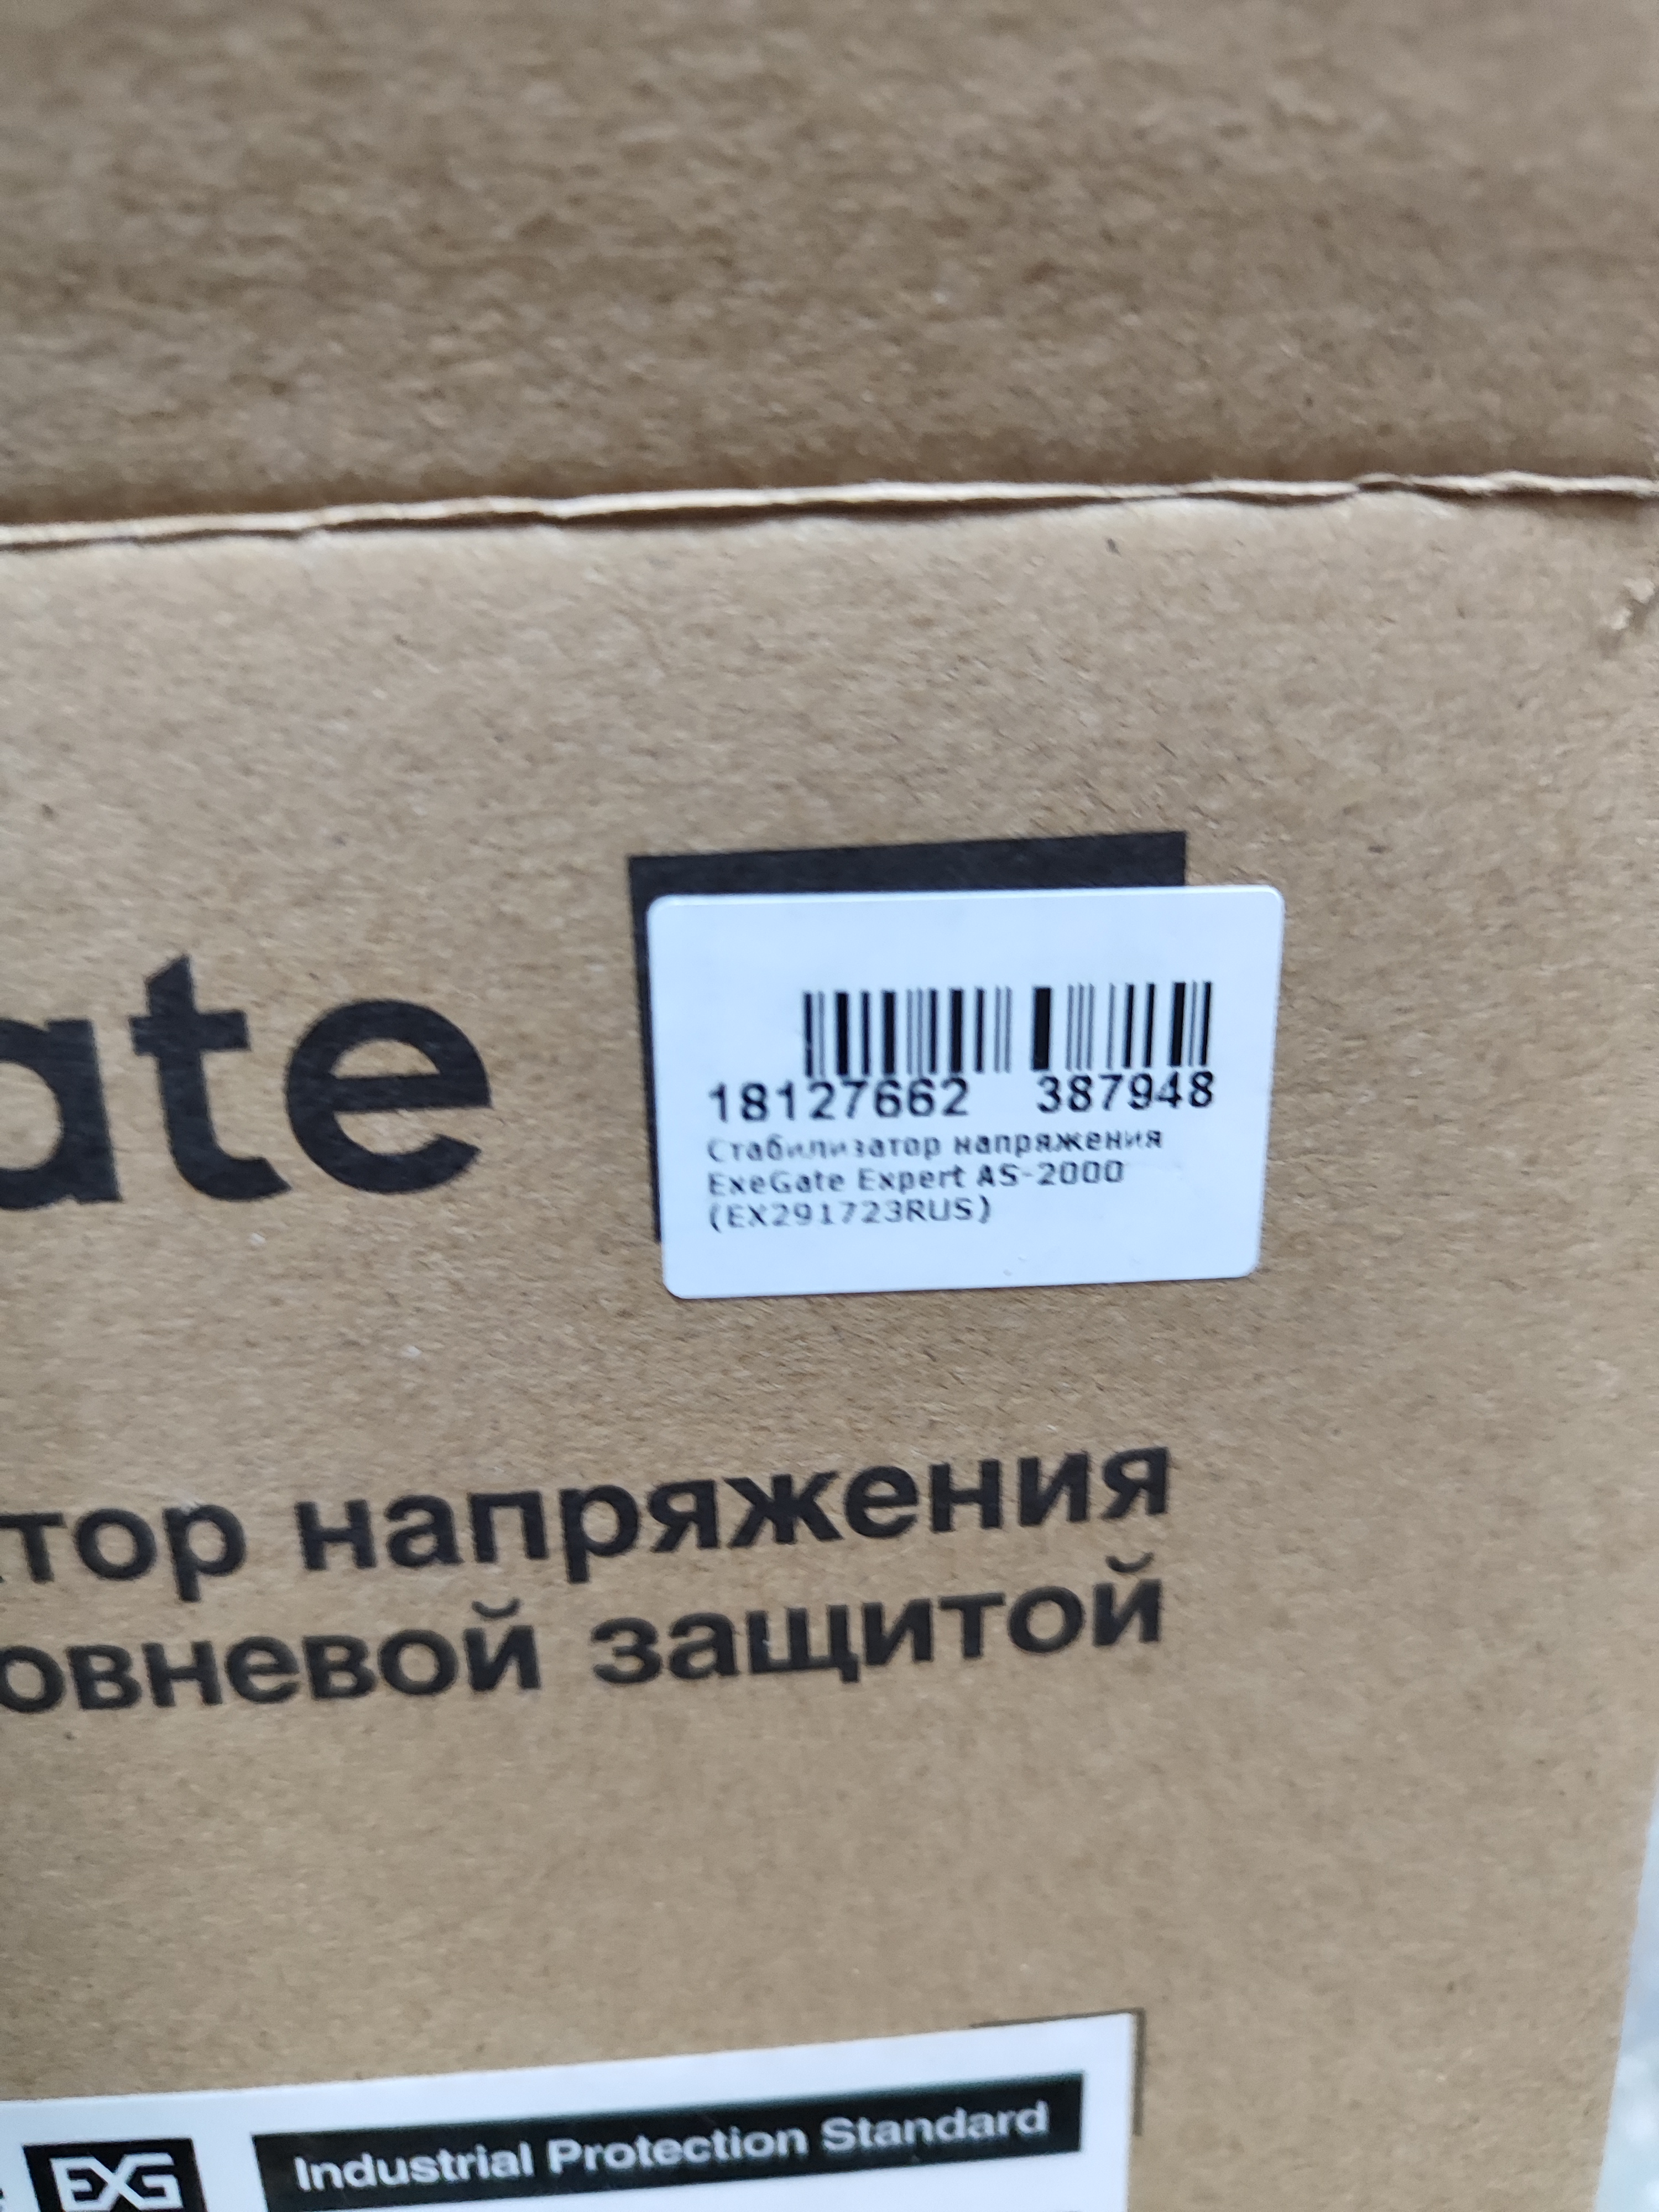 ate
18127662 387948
Стабилизатор напряжения
ExeGate Expert AS-2000
(EX291723RUS)
тор напряжения
овневой защитой
EXG
Industrial Protection Standard